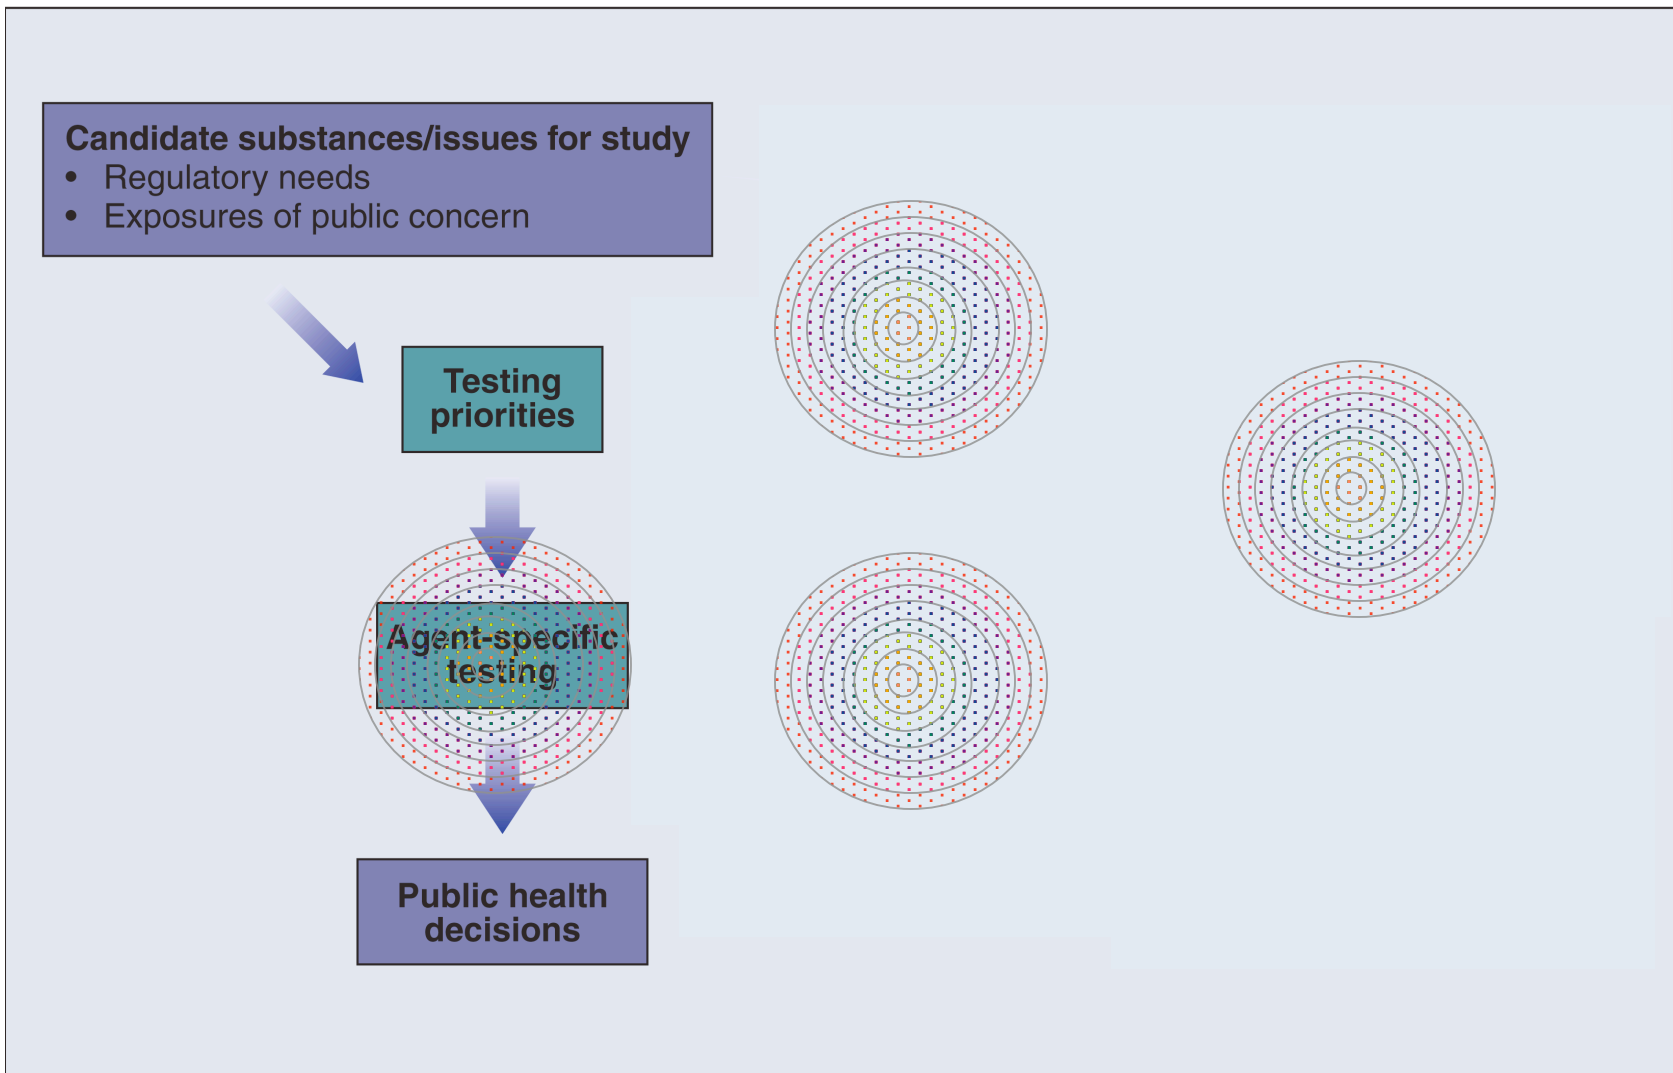 Candidate substances/issues for study
• Regulatory needs
• Exposures of public concern
Testing
priorities
Agent-specific
testing
Public health
decisions